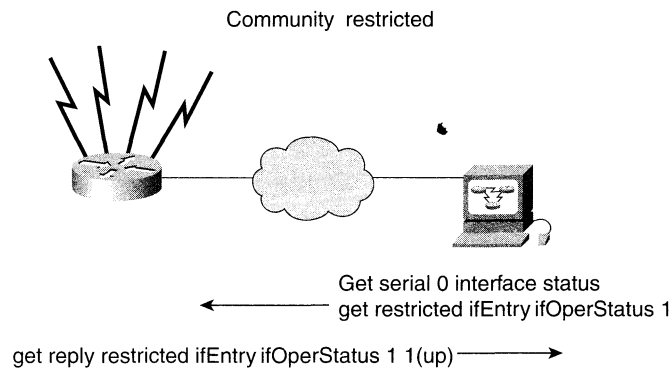 Community restricted
Get serial 0 interface status
get restricted ifEntry ifOperStatus 1
get reply restricted ifEntry ifOperStatus 1 1(up)